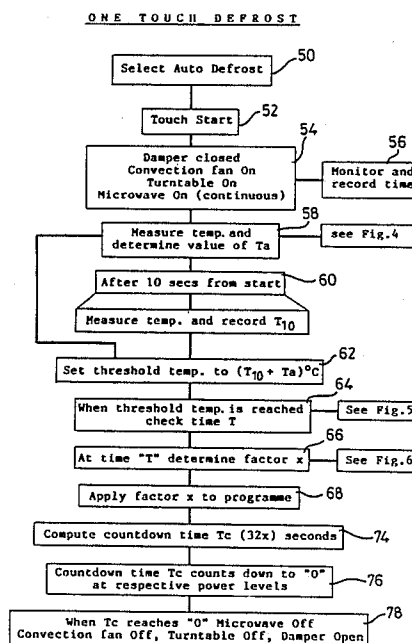 ONE TOUCH DEFROST
50
Select Auto Defrost
52
Touch Start
54
56
Damper closed
Convection fan On
Turntable On
Microwave On (continuous)
Monitor and
record time
58
Measure temp. and
determine value of Ta
see Fig.4
60
After 10 secs from start
Measure temp. and record T10
62
Set threshold temp. to (T10 + Ta)°C
64
When threshold temp. is reached
check time T
See Fig.5
66
At time "T" determine factor x
See Fig.6
68
Apply factor x to programme
Compute countdown time Tc (32x) seconds
74
Countdown time Tc counts down to "0"
at respective power levels
76
78
When Tc reaches "0" Microwave Off
Convection fan Off, Turntable Off, Damper Open